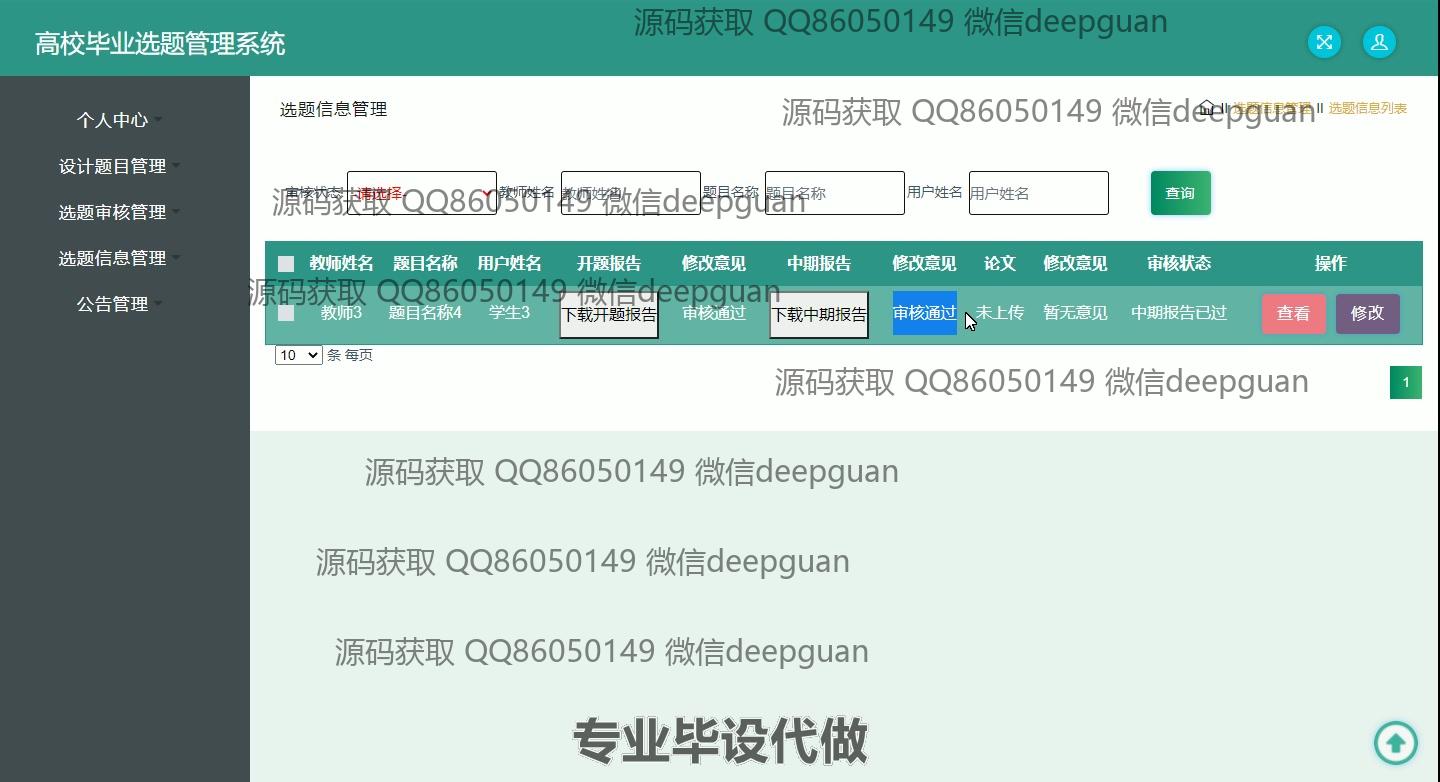 源码获取 QQ86050149 微信deepguan
高校毕业选题管理系统
个人中心
设计题目管理
选题审核管理
选题信息管理
公告管理
选题信息管理
源码获取 QQ86050149 微信deepguan
选题信息管理 选题信息列表
审核状态 请选择 教师姓名 教师姓名 题目名称 题目名称 用户姓名 用户姓名 查询
源码获取 QQ86050149 微信deepguan
教师姓名 题目名称 用户姓名 开题报告 修改意见 中期报告 修改意见 论文 修改意见 审核状态 操作
源码获取 QQ86050149 微信deepguan
教师3 题目名称4 学生3 下载开题报告 审核通过 下载中期报告 审核通过 未上传 暂无意见 中期报告已过 查看 修改
10 条 每页
源码获取 QQ86050149 微信deepguan
1
源码获取 QQ86050149 微信deepguan
源码获取 QQ86050149 微信deepguan
源码获取 QQ86050149 微信deepguan
专业毕设代做